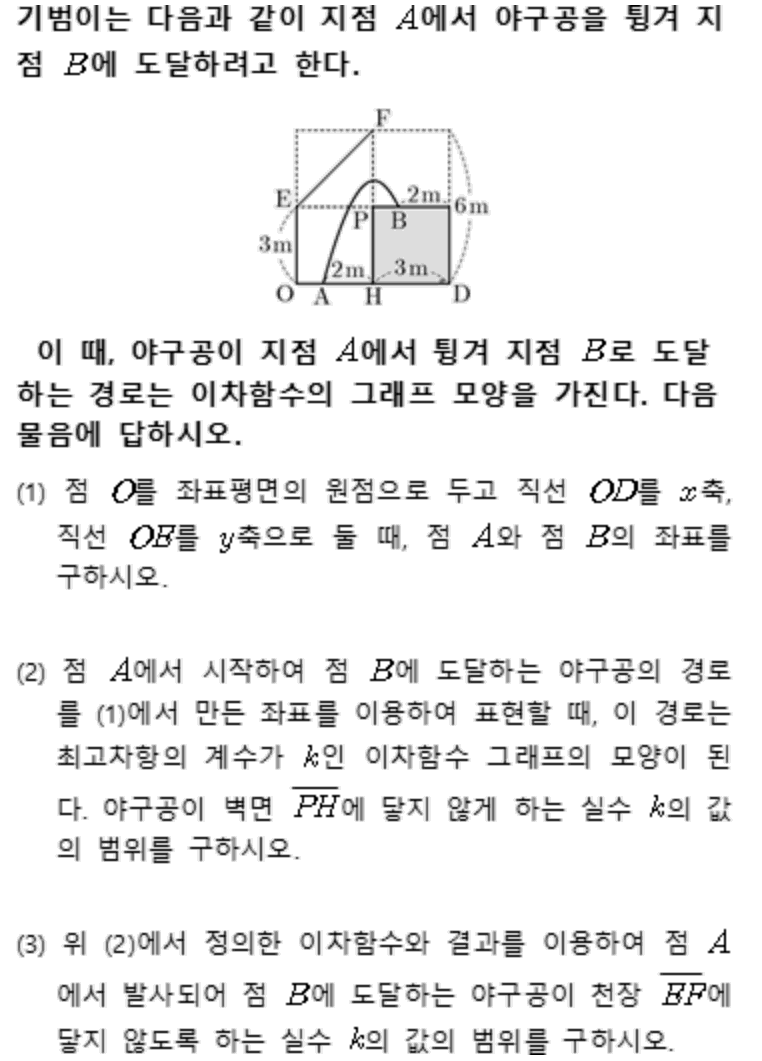 기범이는 다음과 같이 지점 A에서 야구공을 튕겨 지
점 B에 도달하려고 한다.
F
E
2m
6m
P
B
3m
2m
3m
O
A
H
D
이 때, 야구공이 지점 A에서 튕겨 지점 B로 도달
하는 경로는 이차함수의 그래프 모양을 가진다. 다음
물음에 답하시오.
(1) 점 O를 좌표평면의 원점으로 두고 직선 OD를 x축,
직선 OE를 y축으로 둘 때, 점 A와 점 B의 좌표를
구하시오.
(2) 점 A에서 시작하여 점 B에 도달하는 야구공의 경로
를 (1)에서 만든 좌표를 이용하여 표현할 때, 이 경로는
최고차항의 계수가 k인 이차함수 그래프의 모양이 된
다. 야구공이 벽면 PH에 닿지 않게 하는 실수 k의 값
의 범위를 구하시오.
(3) 위 (2)에서 정의한 이차함수와 결과를 이용하여 점 A
에서 발사되어 점 B에 도달하는 야구공이 천장 EF에
닿지 않도록 하는 실수 k의 값의 범위를 구하시오.